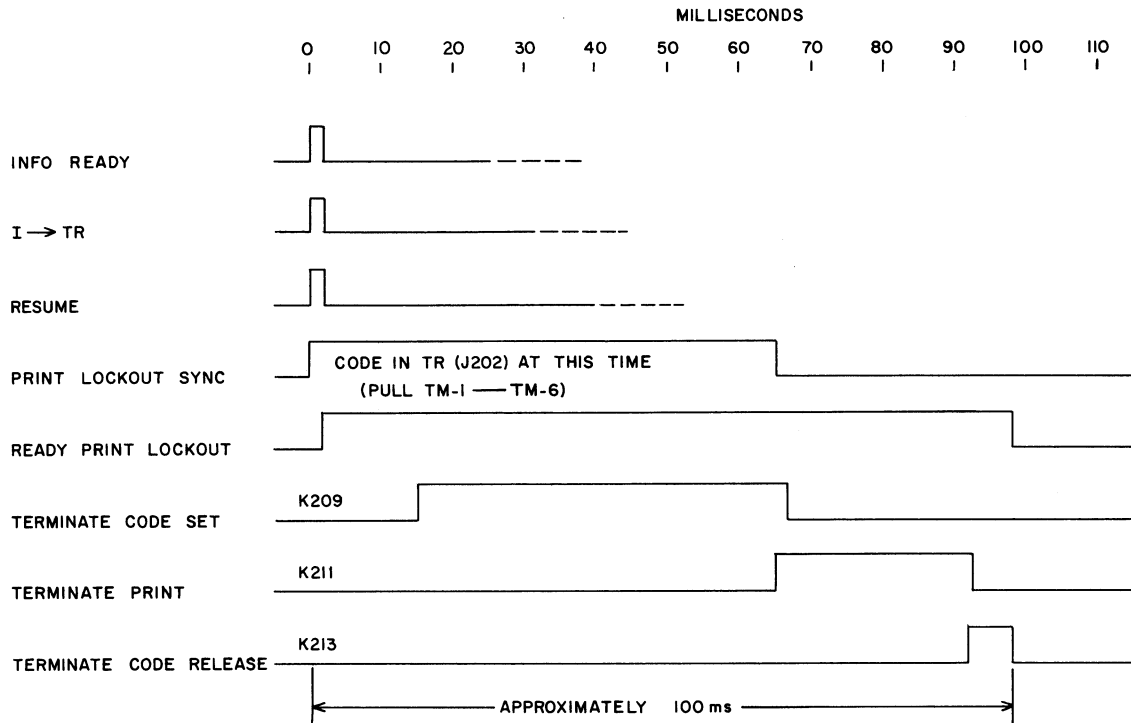 MILLISECONDS
0 10 20 30 40 50 60 70 80 90 100 110
INFO READY
I → TR
RESUME
PRINT LOCKOUT SYNC
CODE IN TR (J202) AT THIS TIME
(PULL TM-1 — TM-6)
READY PRINT LOCKOUT
K209
TERMINATE CODE SET
K211
TERMINATE PRINT
K213
TERMINATE CODE RELEASE
APPROXIMATELY 100 ms